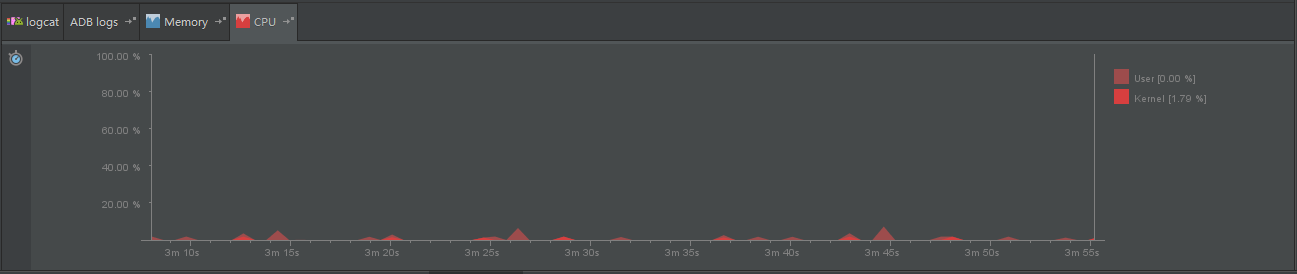 logcat ADB logs Memory CPU
100.00 %
80.00 %
60.00 %
40.00 %
20.00 %
User [0.00 %]
Kernel [1.79 %]
3m 10s 3m 15s 3m 20s 3m 25s 3m 30s 3m 35s 3m 40s 3m 45s 3m 50s 3m 55s